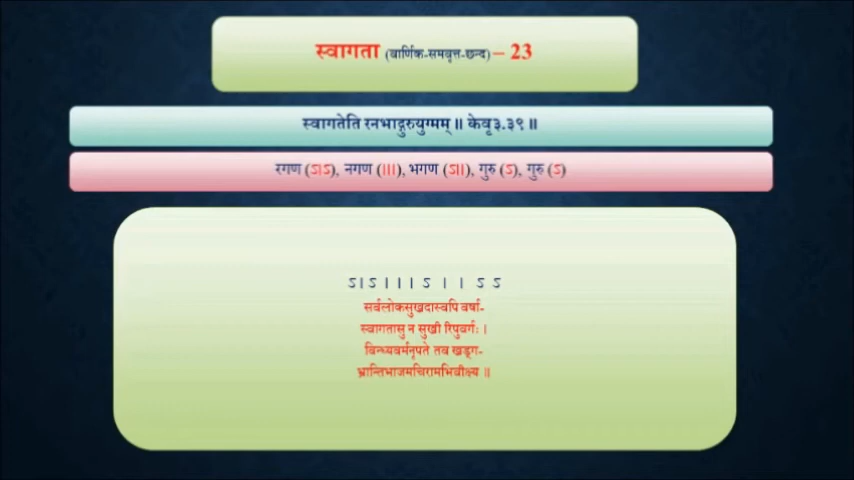 स्वागता (वार्णिक-समवृत्त-छन्द) – 23
स्वागतेति रनभाद्गुरुयुग्मम् ॥ केवृ३.३९ ॥
रगण (ऽ।ऽ), नगण (।।।), भगण (ऽ।।), गुरु (ऽ), गुरु (ऽ)
ऽ । ऽ । । । ऽ । । ऽ ऽ
सर्वलोकसुखदास्वपि वर्षा-
स्वागतासु न सुखी रिपुवर्गः ।
विन्ध्यवर्मनृपते तव खड्ग-
भ्रान्तिभाजमचिरामभिवीक्ष्य ॥